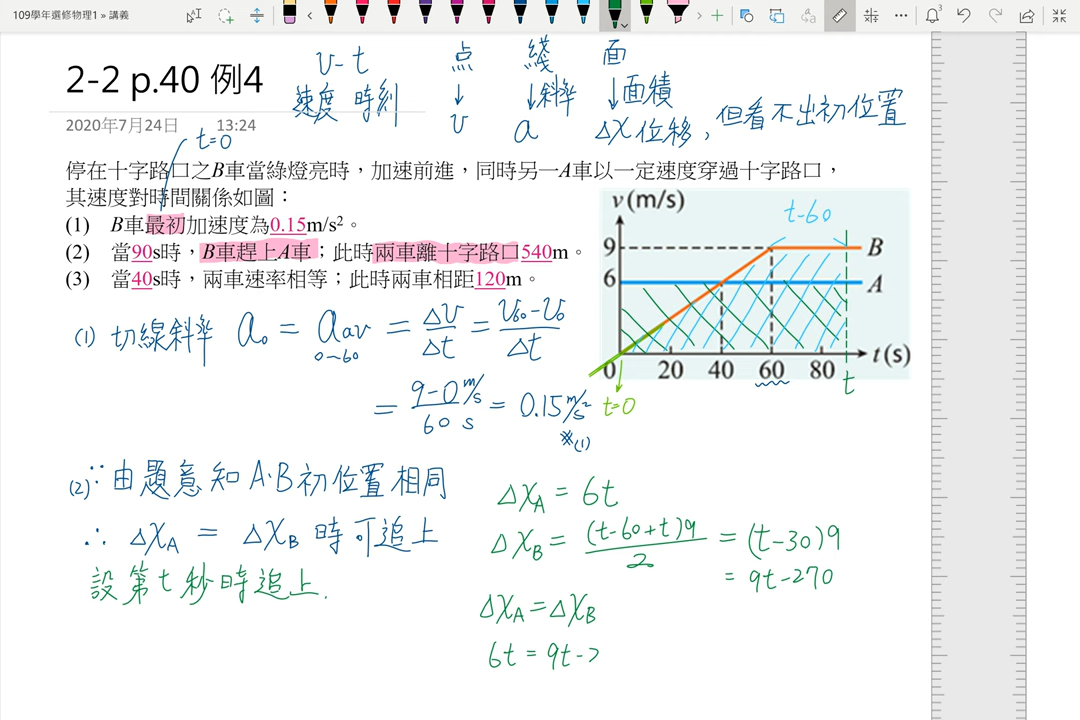 109學年選修物理1 » 講義
2-2 p.40 例4
2020年7月24日 13:24
v-t 点 綫 面
速度 時刻 ↓ ↓斜率 ↓面積
v a Δx 位移，但看不出初位置
t=0
停在十字路口之B車當綠燈亮時，加速前進，同時另一A車以一定速度穿過十字路口，
其速度對時間關係如圖：
(1) B車最初加速度為0.15m/s²。
(2) 當90s時，B車趕上A車；此時兩車離十字路口540m。
(3) 當40s時，兩車速率相等；此時兩車相距120m。
v(m/s)
t-60
9 B
6 A
0 20 40 60 80 t(s)
t
t=0
(1) 切線斜率 a₀ = aav = Δv/Δt = (v60-v0)/Δt
0~60
= (9-0 m/s)/(60 s) = 0.15 m/s²
※(1)
(2) ∵由題意知 A·B初位置相同
∴ ΔxA = ΔxB 時可追上
設第t秒時追上.
ΔxA = 6t
ΔxB = (t-60+t)9/2 = (t-30)9
= 9t-270
ΔxA=ΔxB
6t = 9t-